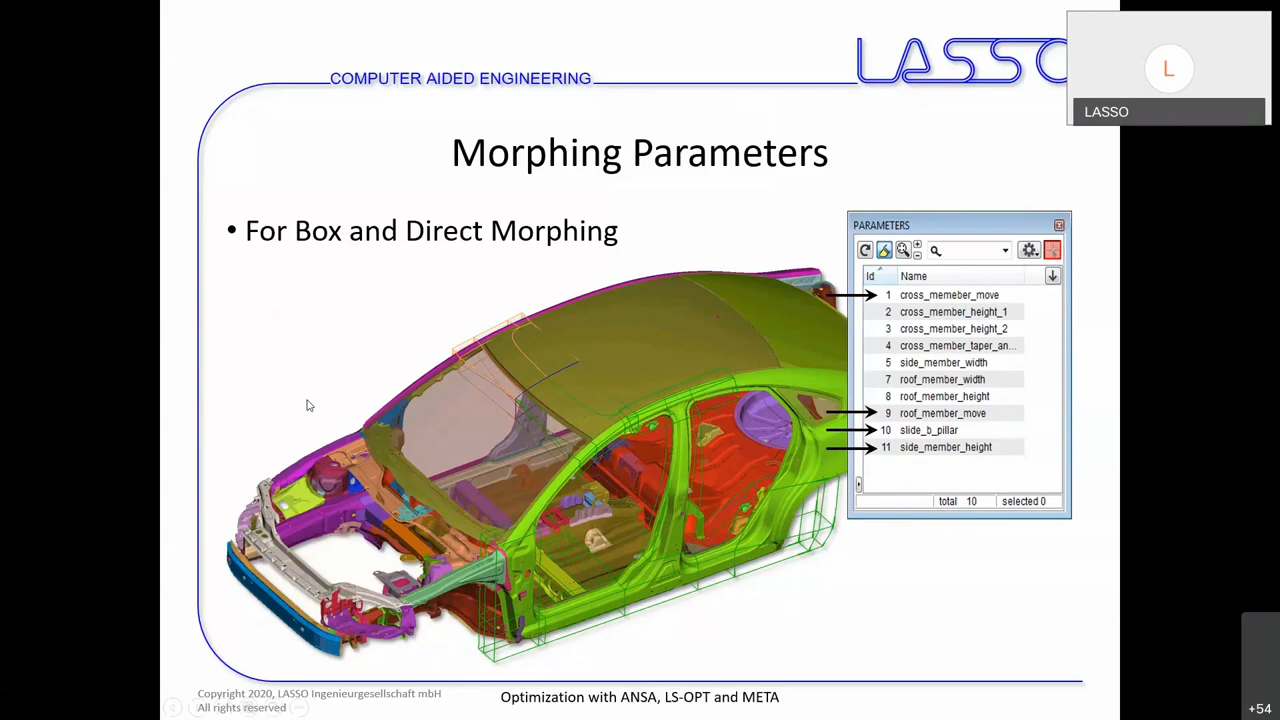 COMPUTER AIDED ENGINEERING
LASSO
L
LASSO
Morphing Parameters
• For Box and Direct Morphing
PARAMETERS
Id Name
1 cross_memeber_move
2 cross_member_height_1
3 cross_member_height_2
4 cross_member_taper_an...
5 side_member_width
7 roof_member_width
8 roof_member_height
9 roof_member_move
10 slide_b_pillar
11 side_member_height
total 10 selected 0
Copyright 2020, LASSO Ingenieurgesellschaft mbH
All rights reserved
Optimization with ANSA, LS-OPT and META
+54